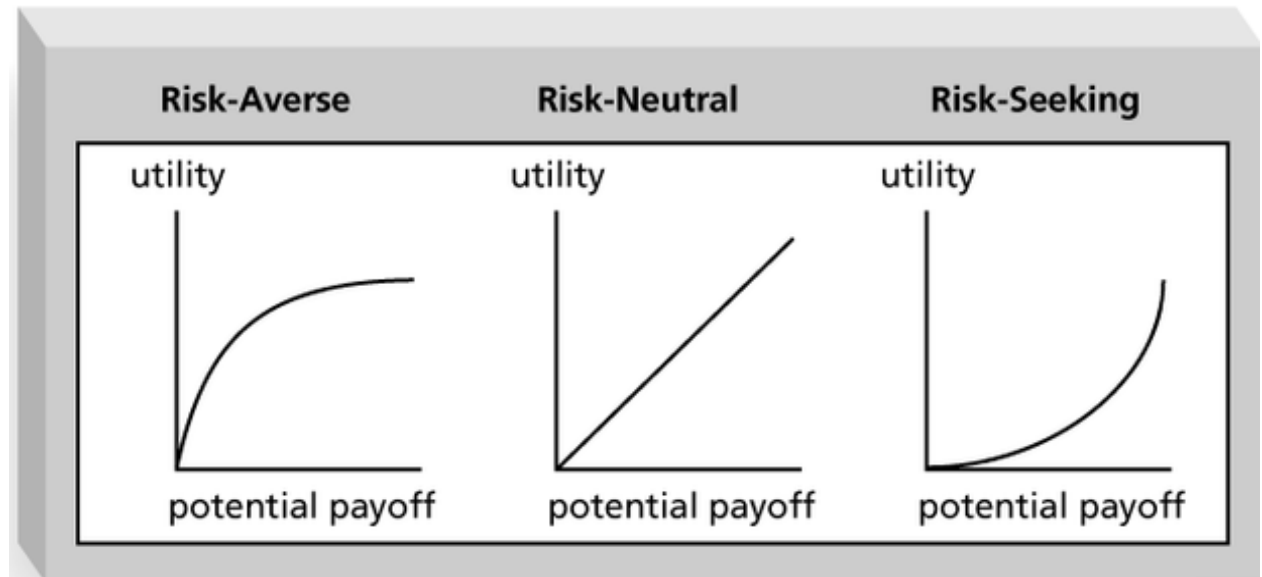 Risk-Averse
Risk-Neutral
Risk-Seeking
utility
utility
utility
potential payoff
potential payoff
potential payoff